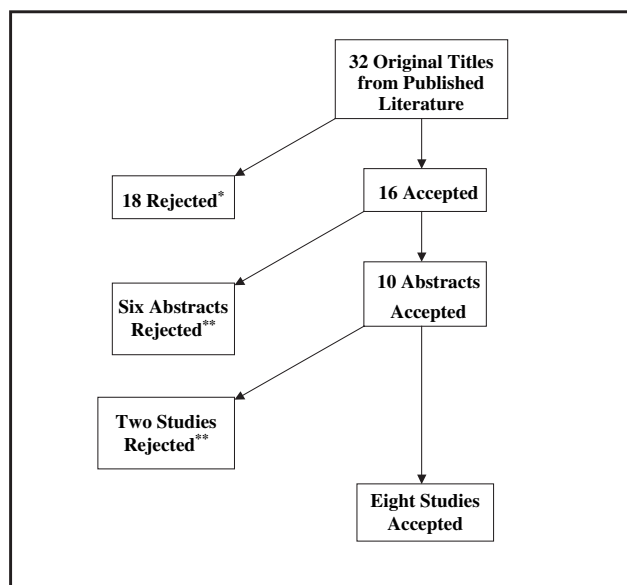 32 Original Titles
from Published
Literature
18 Rejected*
16 Accepted
Six Abstracts
Rejected**
10 Abstracts
Accepted
Two Studies
Rejected**
Eight Studies
Accepted